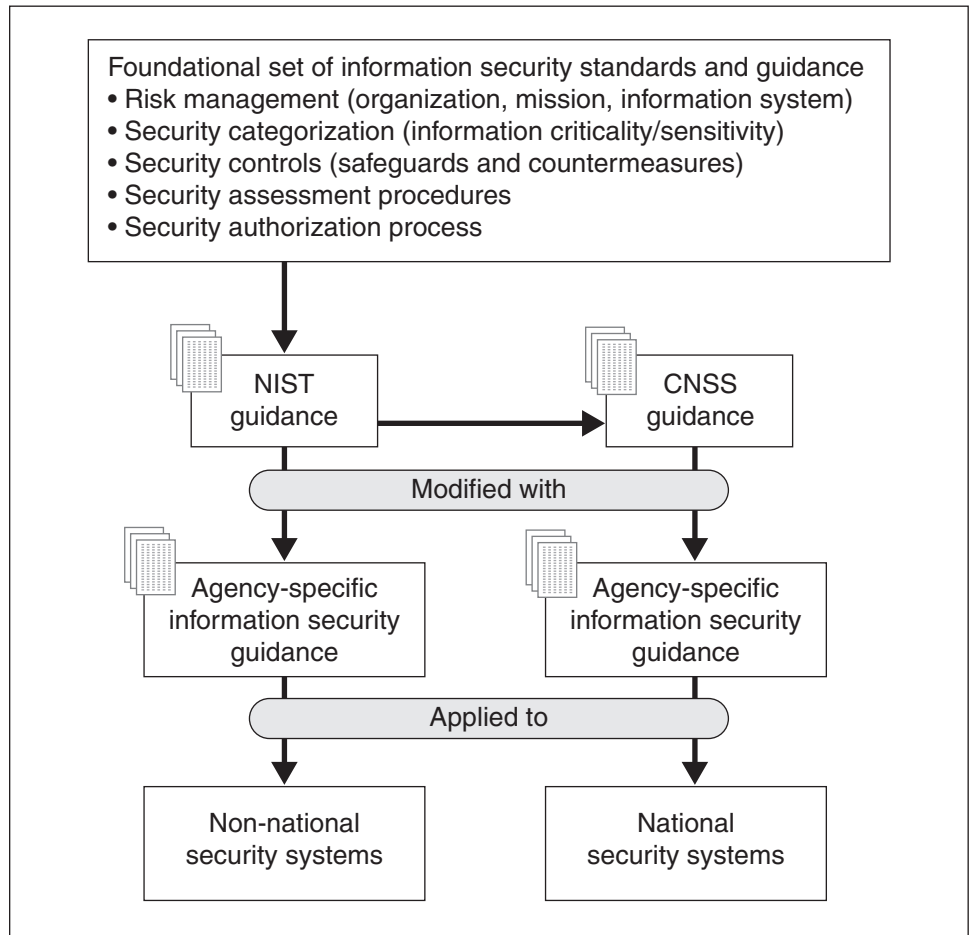 Foundational set of information security standards and guidance
• Risk management (organization, mission, information system)
• Security categorization (information criticality/sensitivity)
• Security controls (safeguards and countermeasures)
• Security assessment procedures
• Security authorization process
NIST
guidance
CNSS
guidance
Modified with
Agency-specific
information security
guidance
Agency-specific
information security
guidance
Applied to
Non-national
security systems
National
security systems